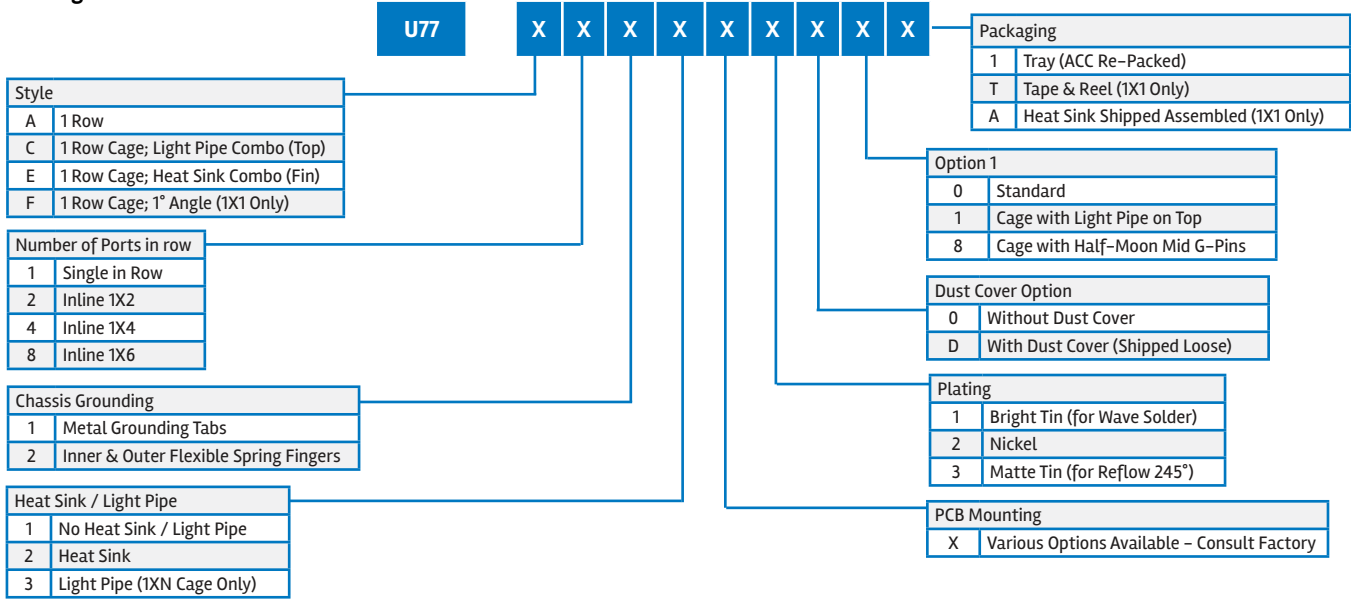 U77 X X X X X X X X X
Style
A 1 Row
C 1 Row Cage; Light Pipe Combo (Top)
E 1 Row Cage; Heat Sink Combo (Fin)
F 1 Row Cage; 1° Angle (1X1 Only)
Number of Ports in row
1 Single in Row
2 Inline 1X2
4 Inline 1X4
8 Inline 1X6
Chassis Grounding
1 Metal Grounding Tabs
2 Inner & Outer Flexible Spring Fingers
Heat Sink / Light Pipe
1 No Heat Sink / Light Pipe
2 Heat Sink
3 Light Pipe (1XN Cage Only)
Packaging
1 Tray (ACC Re-Packed)
T Tape & Reel (1X1 Only)
A Heat Sink Shipped Assembled (1X1 Only)
Option 1
0 Standard
1 Cage with Light Pipe on Top
8 Cage with Half-Moon Mid G-Pins
Dust Cover Option
0 Without Dust Cover
D With Dust Cover (Shipped Loose)
Plating
1 Bright Tin (for Wave Solder)
2 Nickel
3 Matte Tin (for Reflow 245°)
PCB Mounting
X Various Options Available - Consult Factory